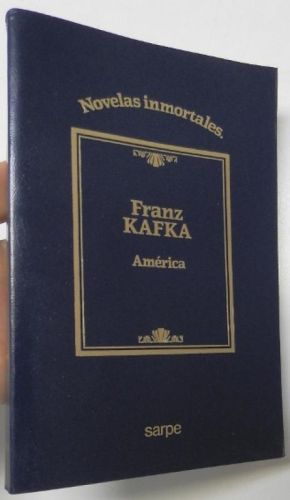 Novelas inmortales.
Franz
KAFKA
América
sarpe